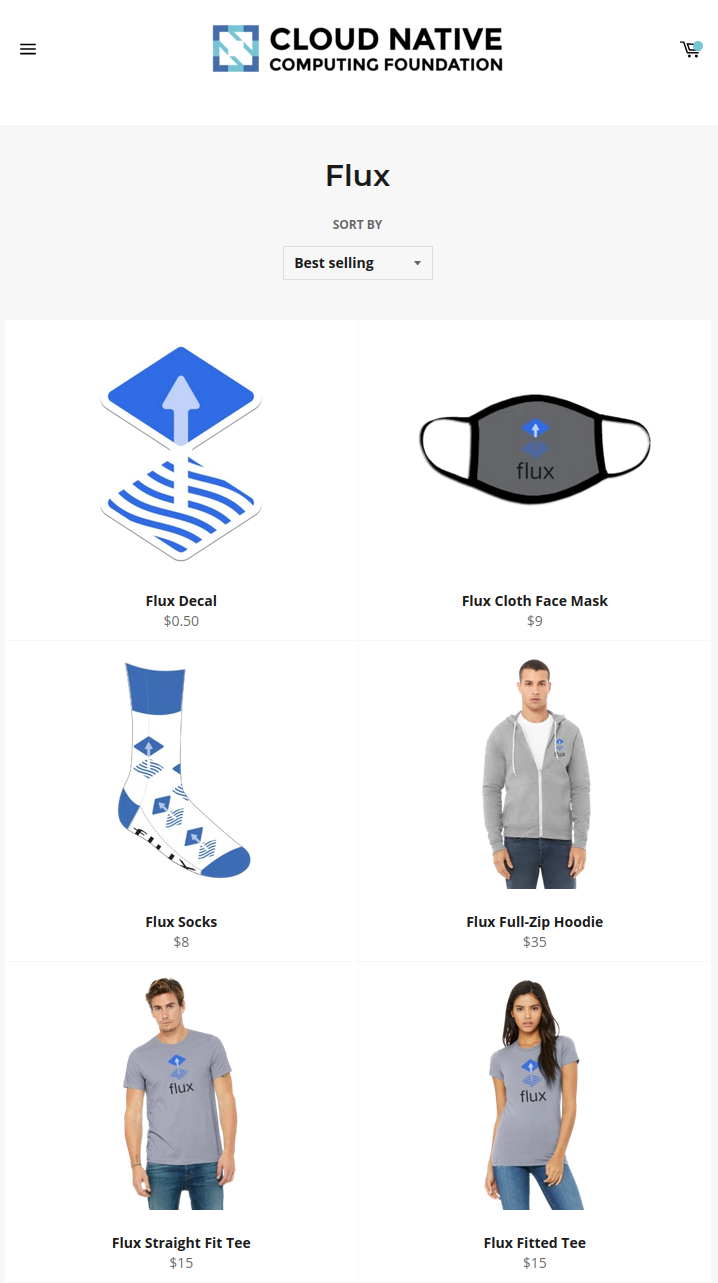 CLOUD NATIVE
COMPUTING FOUNDATION
Flux
SORT BY
Best selling
flux
Flux Decal
$0.50
Flux Cloth Face Mask
$9
flux
flux
Flux Socks
$8
Flux Full-Zip Hoodie
$35
flux
flux
Flux Straight Fit Tee
$15
Flux Fitted Tee
$15